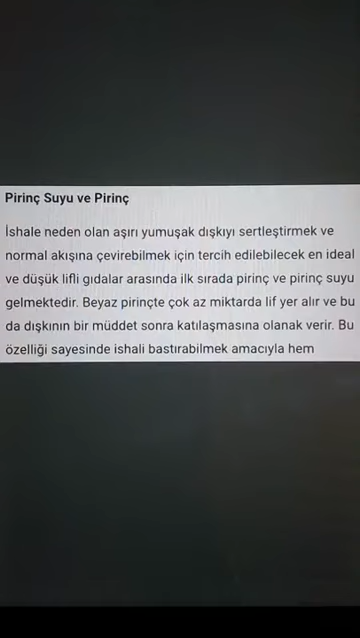 Pirinç Suyu ve Pirinç
İshale neden olan aşırı yumuşak dışkıyı sertleştirmek ve
normal akışına çevirebilmek için tercih edilebilecek en ideal
ve düşük lifli gıdalar arasında ilk sırada pirinç ve pirinç suyu
gelmektedir. Beyaz pirinçte çok az miktarda lif yer alır ve bu
da dışkının bir müddet sonra katılaşmasına olanak verir. Bu
özelliği sayesinde ishali bastırabilmek amacıyla hem